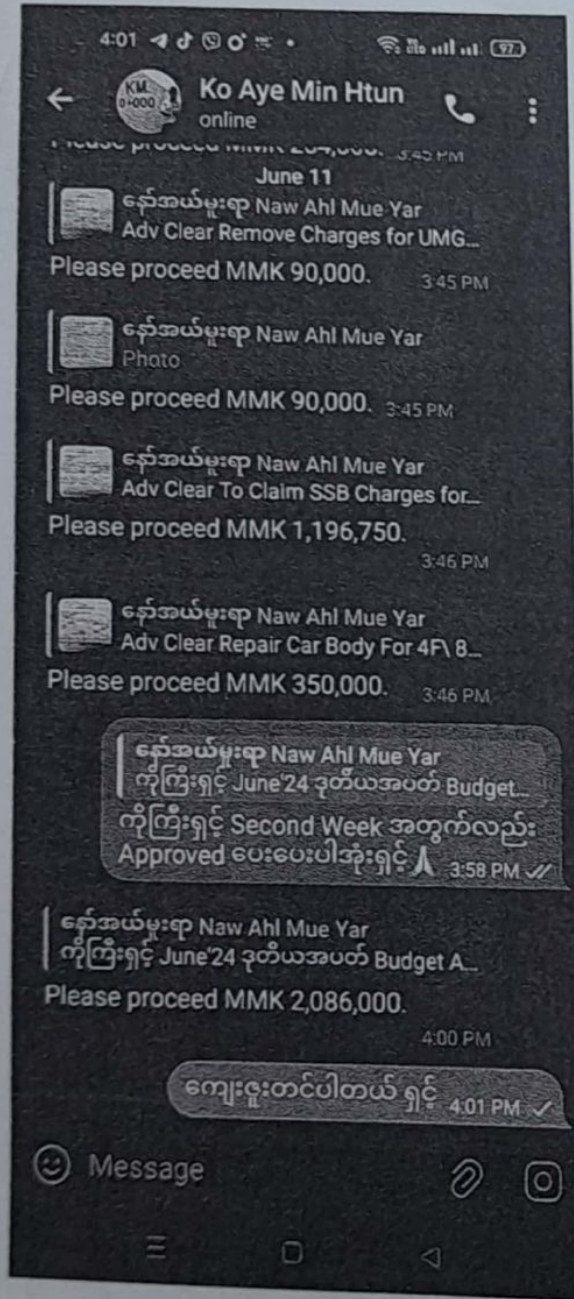 4:01
97
KM
0+000
Ko Aye Min Htun
online
Please proceed MMK 3:45 PM
June 11
နော်အယ်မူးရာ Naw Ahl Mue Yar
Adv Clear Remove Charges for UMG...
Please proceed MMK 90,000. 3:45 PM
နော်အယ်မူးရာ Naw Ahl Mue Yar
Photo
Please proceed MMK 90,000. 3:45 PM
နော်အယ်မူးရာ Naw Ahl Mue Yar
Adv Clear To Claim SSB Charges for...
Please proceed MMK 1,196,750.
3:46 PM
နော်အယ်မူးရာ Naw Ahl Mue Yar
Adv Clear Repair Car Body For 4F\ 8...
Please proceed MMK 350,000. 3:46 PM
နော်အယ်မူးရာ Naw Ahl Mue Yar
ကိုကြီးရှင့် June'24 ဒုတိယအပတ် Budget...
ကိုကြီးရှင့် Second Week အတွက်လည်း
Approved ပေးပေးပါအုံးရှင့် 3:58 PM
နော်အယ်မူးရာ Naw Ahl Mue Yar
ကိုကြီးရှင့် June'24 ဒုတိယအပတ် Budget A...
Please proceed MMK 2,086,000.
4:00 PM
ကျေးဇူးတင်ပါတယ် ရှင့် 4:01 PM
Message